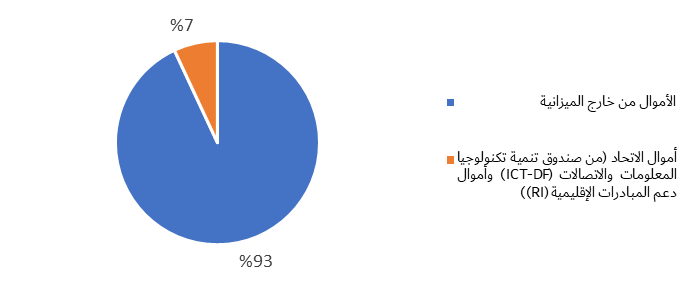 %7
الأموال من خارج الميزانية
أموال الاتحاد (من صندوق تنمية تكنولوجيا
المعلومات والاتصالات (ICT-DF) وأموال
دعم المبادرات الإقليمية (RI))
%93